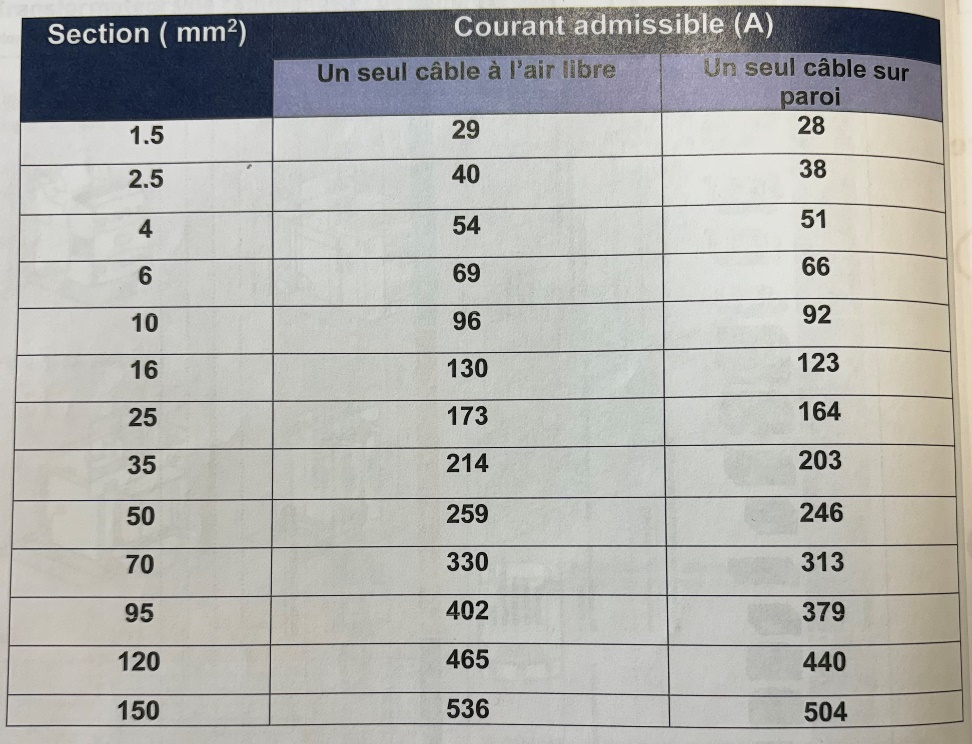 Section ( mm²) Courant admissible (A)
Un seul câble à l'air libre Un seul câble sur
paroi
1.5 29 28
2.5 40 38
4 54 51
6 69 66
10 96 92
16 130 123
25 173 164
35 214 203
50 259 246
70 330 313
95 402 379
120 465 440
150 536 504